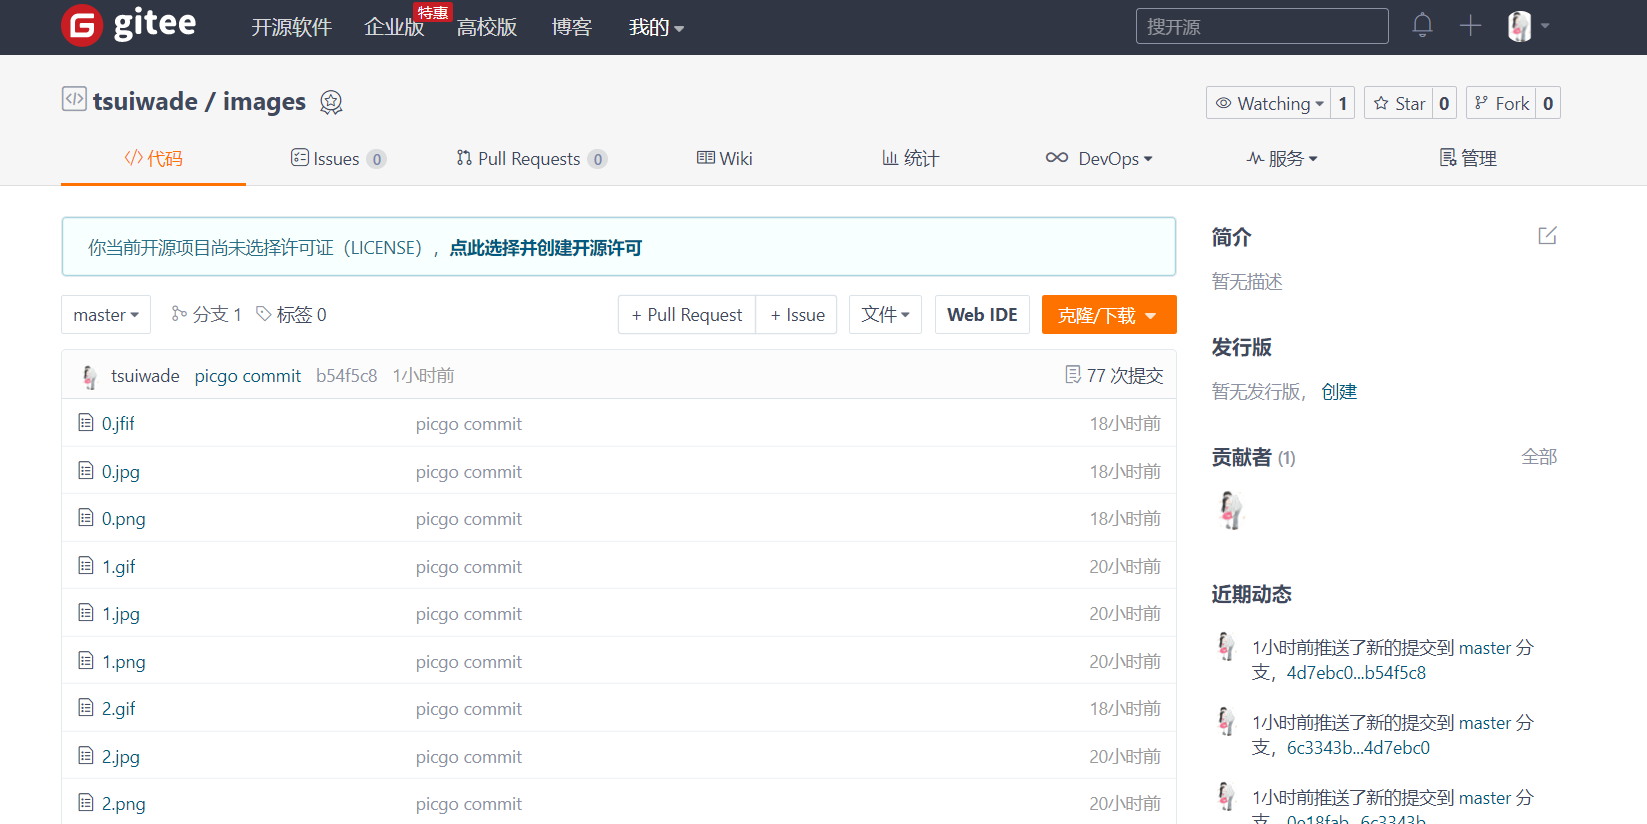 gitee 开源软件 企业版 特惠 高校版 博客 我的 搜开源
tsuiwade / images Watching 1 Star 0 Fork 0
代码 Issues 0 Pull Requests 0 Wiki 统计 DevOps 服务 管理
你当前开源项目尚未选择许可证（LICENSE），点此选择并创建开源许可
master 分支 1 标签 0 + Pull Request + Issue 文件 Web IDE 克隆/下载
tsuiwade picgo commit b54f5c8 1小时前 77 次提交
0.jfif picgo commit 18小时前
0.jpg picgo commit 18小时前
0.png picgo commit 18小时前
1.gif picgo commit 20小时前
1.jpg picgo commit 20小时前
1.png picgo commit 20小时前
2.gif picgo commit 18小时前
2.jpg picgo commit 20小时前
2.png picgo commit 20小时前
简介
暂无描述
发行版
暂无发行版， 创建
贡献者 (1) 全部
近期动态
1小时前推送了新的提交到 master 分
支，4d7ebc0...b54f5c8
1小时前推送了新的提交到 master 分
支，6c3343b...4d7ebc0
1小时前推送了新的提交到 master 分
支，0e18fab...6c3343b